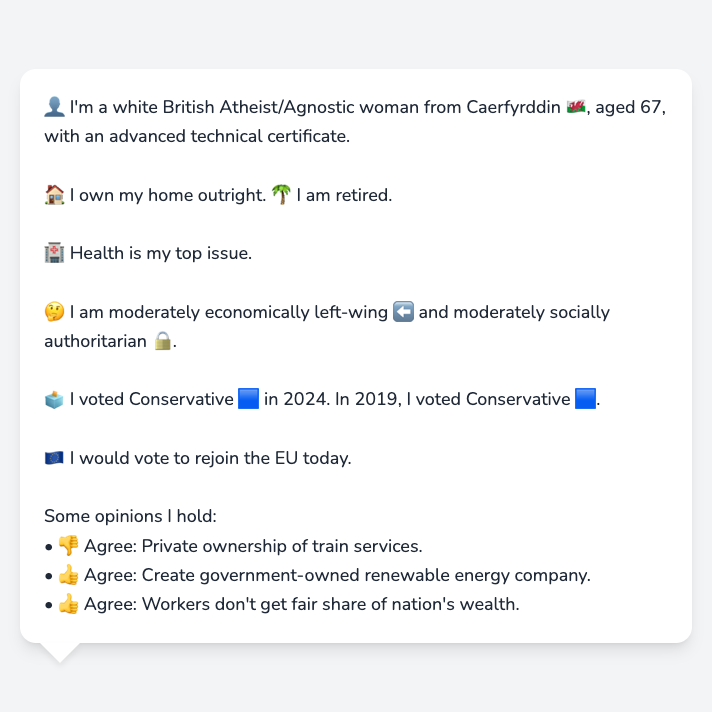 👤 I'm a white British Atheist/Agnostic woman from Caerfyrddin 🏴󠁧󠁢󠁷󠁬󠁳󠁿, aged 67,
with an advanced technical certificate.
🏠 I own my home outright. 🌴 I am retired.
🏥 Health is my top issue.
🤔 I am moderately economically left-wing ⬅️ and moderately socially
authoritarian 🔒.
🗳️ I voted Conservative 🟦 in 2024. In 2019, I voted Conservative 🟦.
🇪🇺 I would vote to rejoin the EU today.
Some opinions I hold:
• 👎 Agree: Private ownership of train services.
• 👍 Agree: Create government-owned renewable energy company.
• 👍 Agree: Workers don't get fair share of nation's wealth.